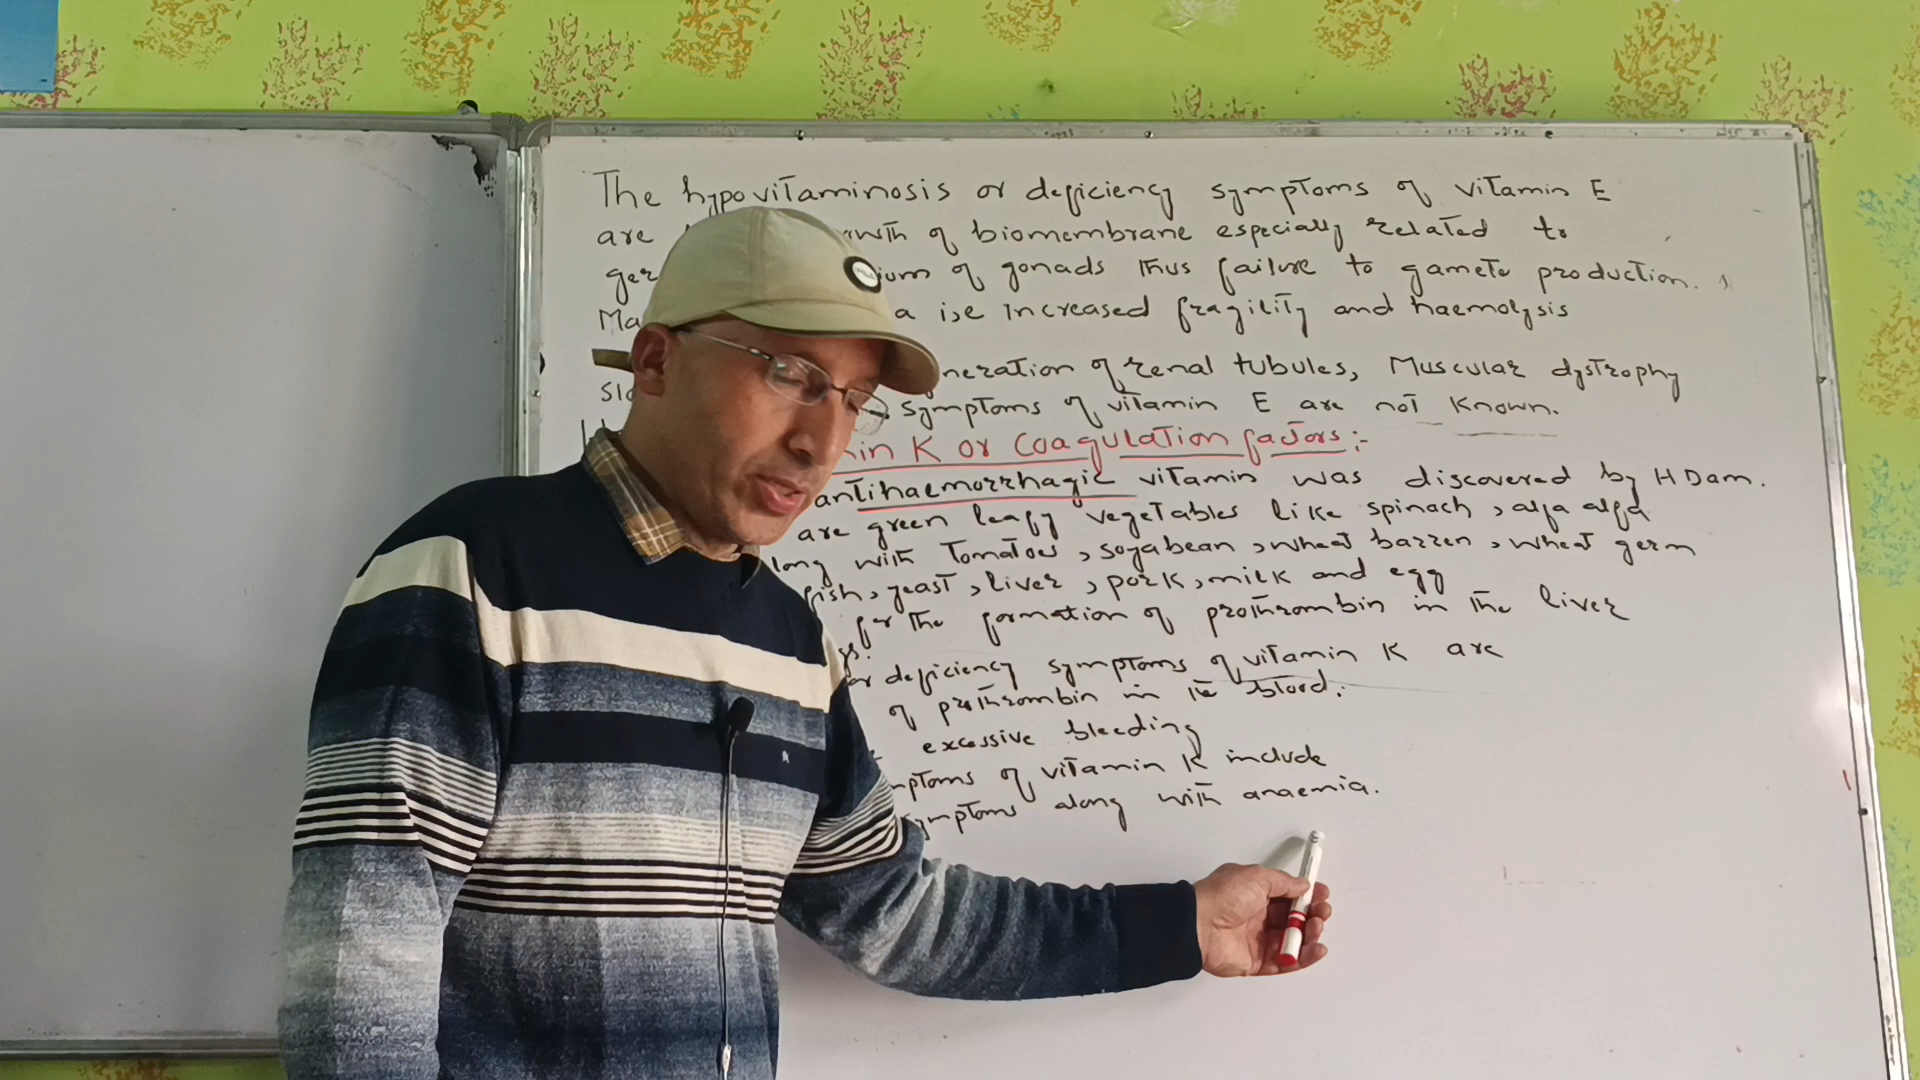 The hypovitaminosis or deficiency symptoms of vitamin E
are of biomembrane especially related to
ger of gonads thus failure to gamete production.
Ma a i,e increased fragility and haemolysis
neration of renal tubules, Muscular dystrophy
symptoms of vitamin E are not known.
in K or coagulation factors:-
antihaemorrhagic vitamin was discovered by H Dam.
are green leafy vegetables like spinach, alfa alfa
long with tomatoes, soyabean, wheat barren, wheat germ
fish, yeast, liver, pork, milk and egg
for the formation of prothrombin in the liver
or deficiency symptoms of vitamin K are
of prothrombin in the blood.
excessive bleeding
mptoms of vitamin K include
symptoms along with anaemia.